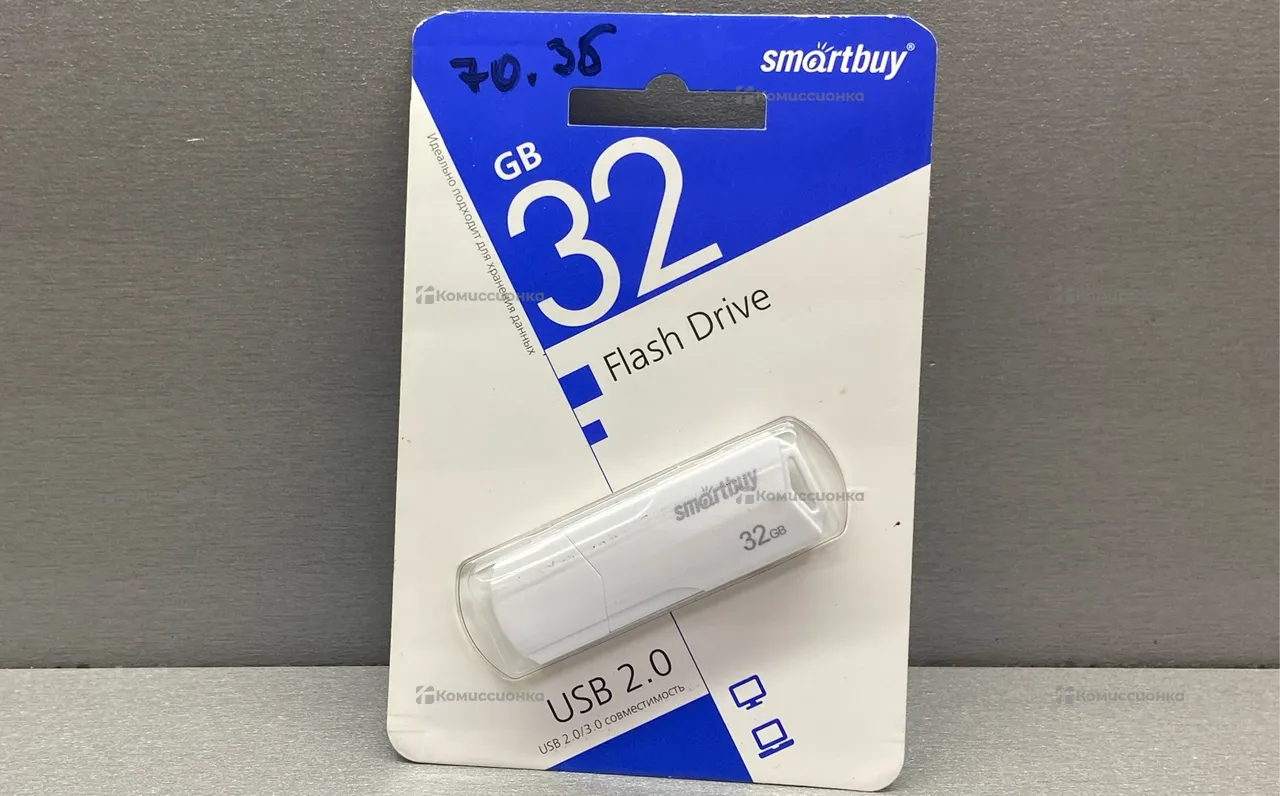 70.36
smartbuy®
Комиссионка
GB
32
Идеально подходит для хранения данных
Комиссионка
Flash Drive
smartbuy
Комиссионка
32GB
USB 2.0
USB 2.0/3.0 совместимость
Комиссионка
Комиссионка